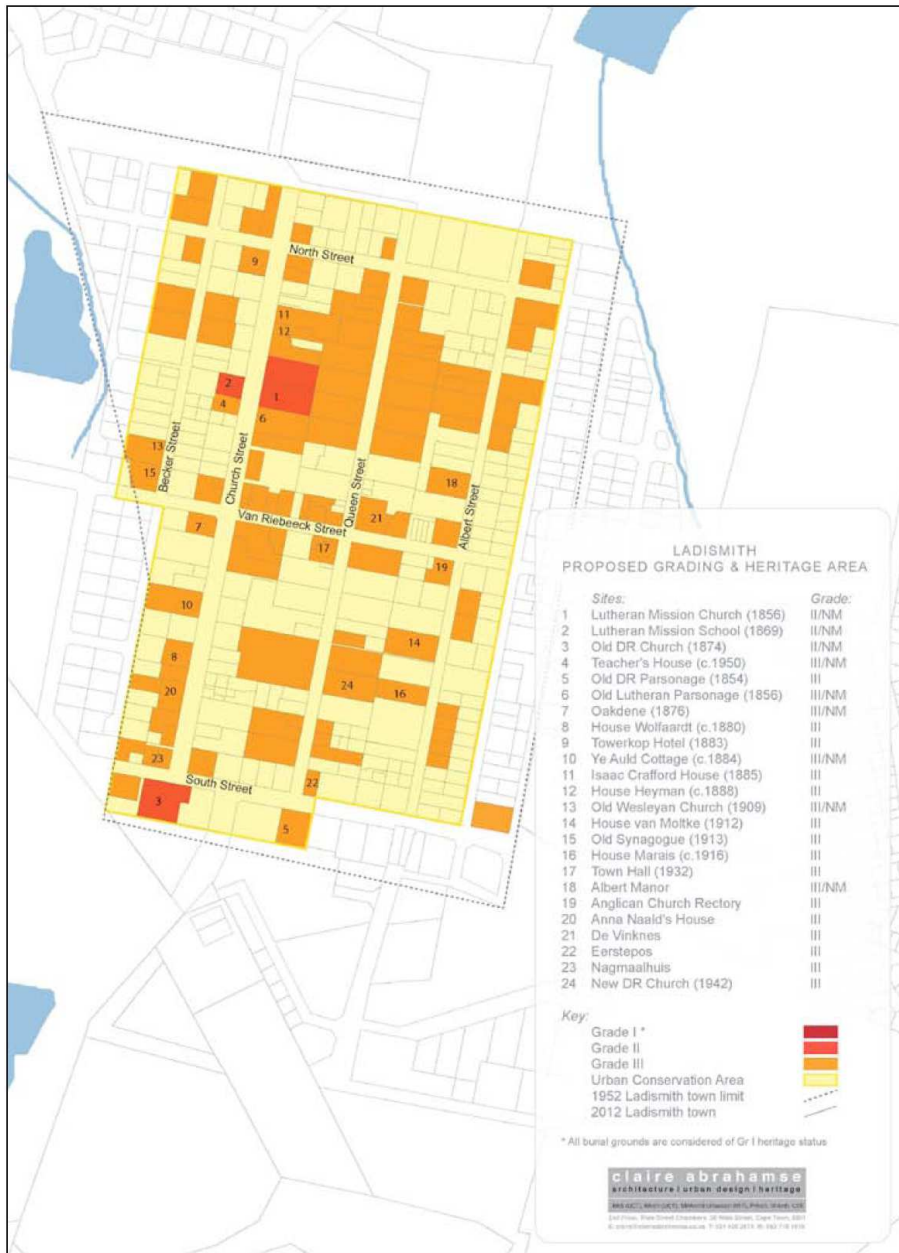 North Street
9
11
12
2
1
4
6
Becker Street
Church Street
13
15
18
Queen Street
Albert Street
21
7
Van Riebeeck Street
17
19
10
14
8
20
24
16
23
22
South Street
3
5
LADISMITH
PROPOSED GRADING & HERITAGE AREA
Sites: Grade:
1 Lutheran Mission Church (1856) II/NM
2 Lutheran Mission School (1869) II/NM
3 Old DR Church (1874) II/NM
4 Teacher's House (c.1950) III/NM
5 Old DR Parsonage (1854) III
6 Old Lutheran Parsonage (1856) III/NM
7 Oakdene (1876) III/NM
8 House Wolfaardt (c.1880) III
9 Towerkop Hotel (1883) III
10 Ye Auld Cottage (c.1884) III/NM
11 Isaac Crafford House (1885) III
12 House Heyman (c.1888) III
13 Old Wesleyan Church (1909) III/NM
14 House van Moltke (1912) III
15 Old Synagogue (1913) III
16 House Marais (c.1916) III
17 Town Hall (1932) III
18 Albert Manor III/NM
19 Anglican Church Rectory III
20 Anna Naald's House III
21 De Vinknes III
22 Eerstepos III
23 Nagmaalhuis III
24 New DR Church (1942) III
Key:
Grade I *
Grade II
Grade III
Urban Conservation Area
1952 Ladismith town limit
2012 Ladismith town
* All burial grounds are considered of Gr I heritage status
claire abrahamse
architecture | urban design | heritage